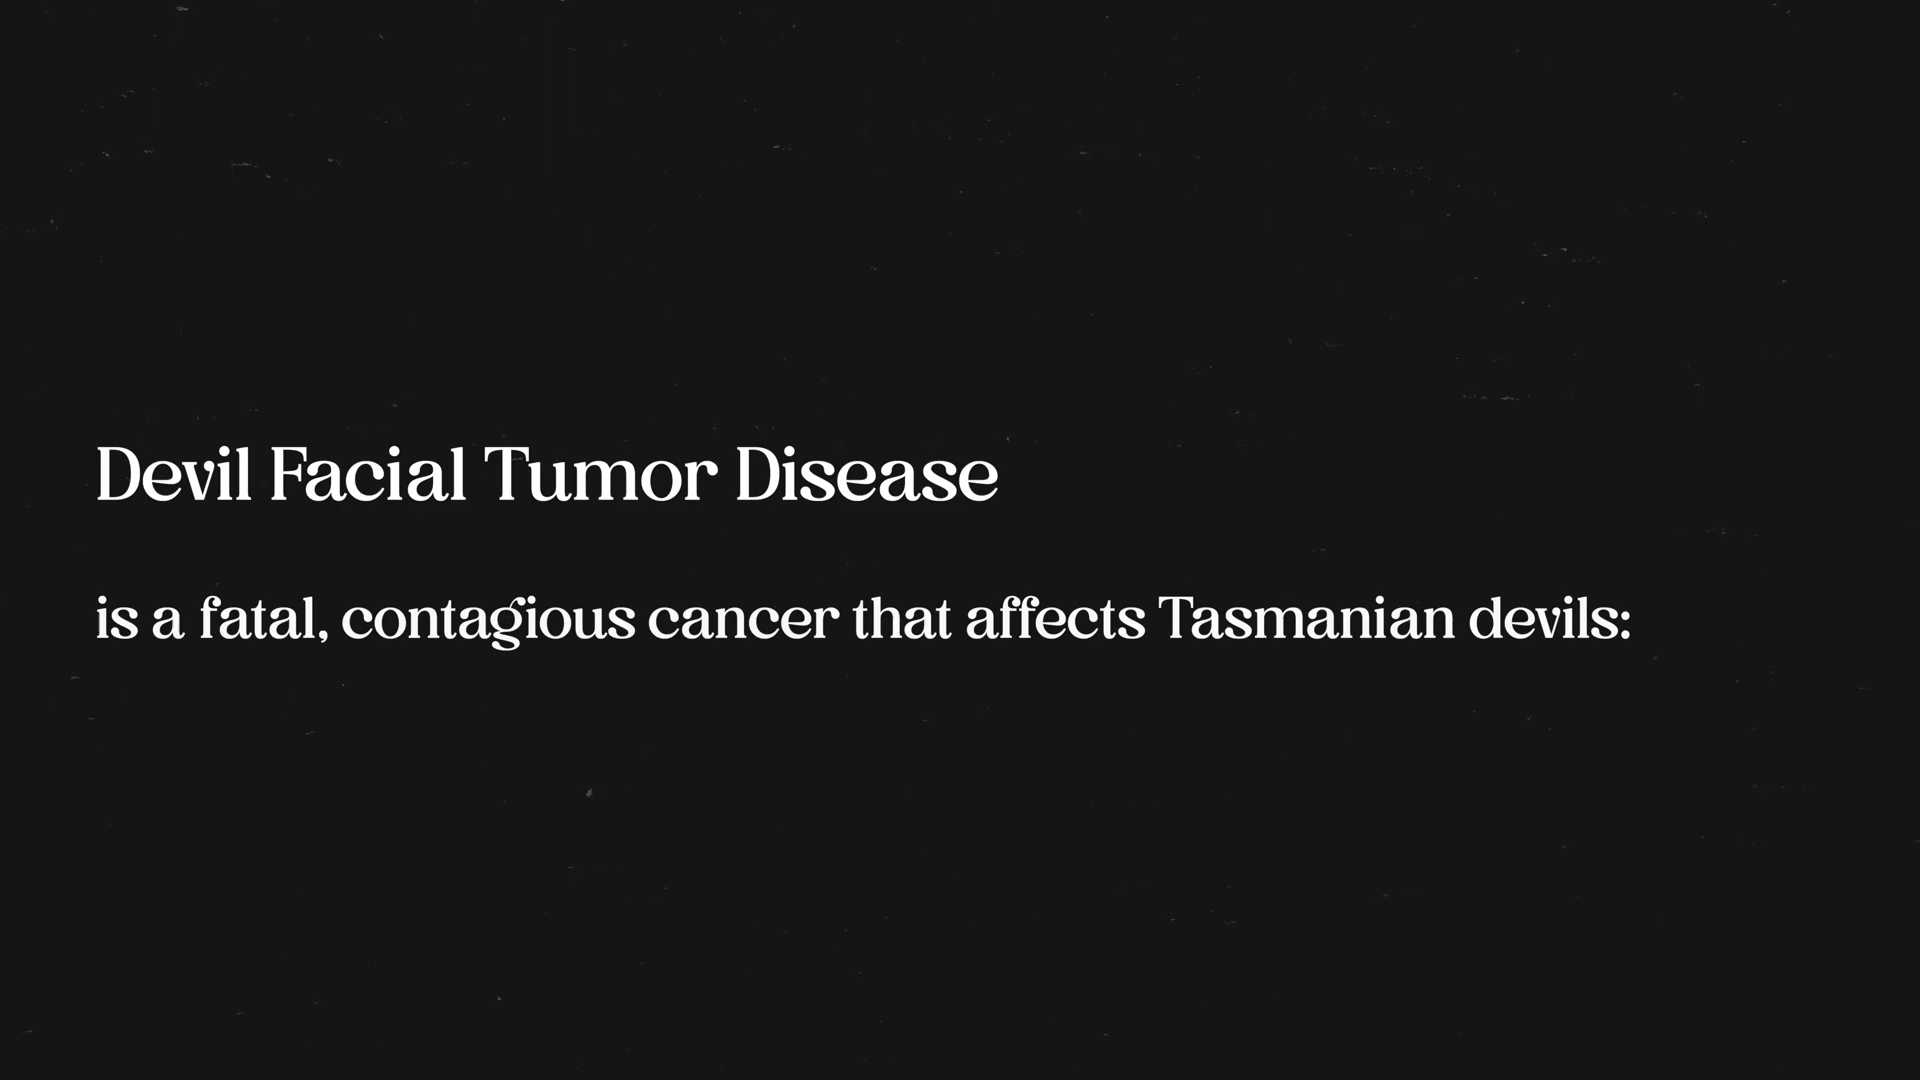 Devil Facial Tumor Disease
is a fatal, contagious cancer that affects Tasmanian devils: